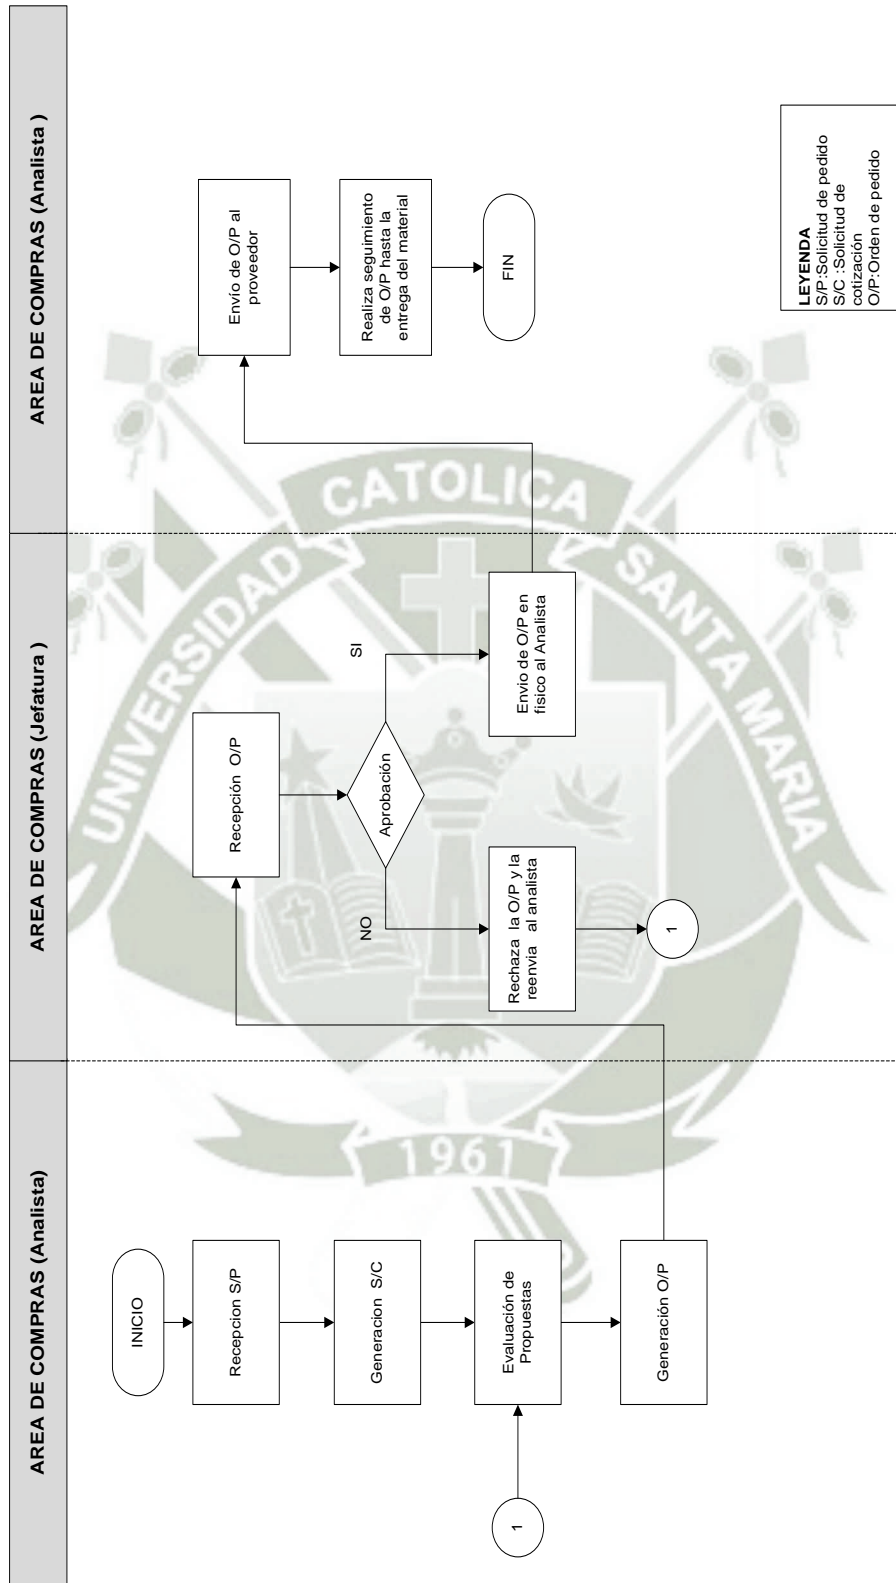 AREA DE COMPRAS (Analista)
AREA DE COMPRAS (Jefatura )
AREA DE COMPRAS (Analista )
INICIO
Recepcion S/P
Generacion S/C
Evaluación de
Propuestas
1
Generación O/P
Recepción O/P
Aprobación
NO
SI
Rechaza la O/P y la
reenvia al analista
1
Envio de O/P en
fisico al Analista
Envío de O/P al
proveedor
Realiza seguimiento
de O/P hasta la
entrega del material
FIN
LEYENDA
S/P:Solicitud de pedido
S/C :Solicitud de
cotización
O/P:Orden de pedido
UNIVERSIDAD CATOLICA SANTA MARIA
1961